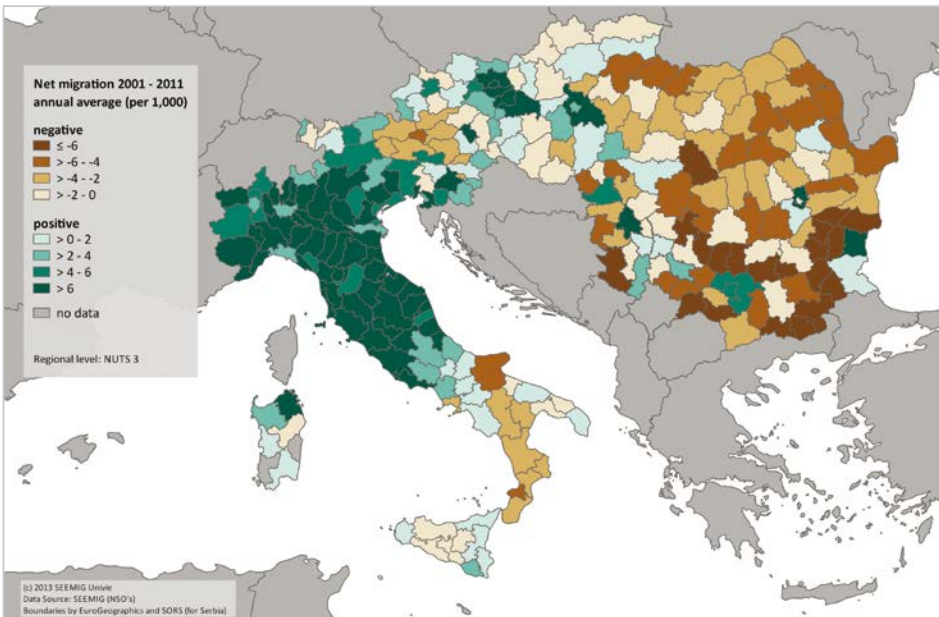 Net migration 2001 - 2011
annual average (per 1,000)
negative
≤ -6
> -6 - -4
> -4 - -2
> -2 - 0
positive
> 0 - 2
> 2 - 4
> 4 - 6
> 6
no data
Regional level: NUTS 3
(c) 2013 SEEMIG Univie
Data Source: SEEMIG (NSO's)
Boundaries by EuroGeographics and SORS (for Serbia)